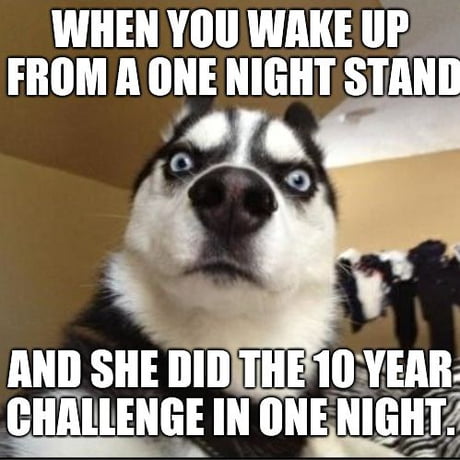 WHEN YOU WAKE UP
FROM A ONE NIGHT STAND
AND SHE DID THE 10 YEAR
CHALLENGE IN ONE NIGHT.